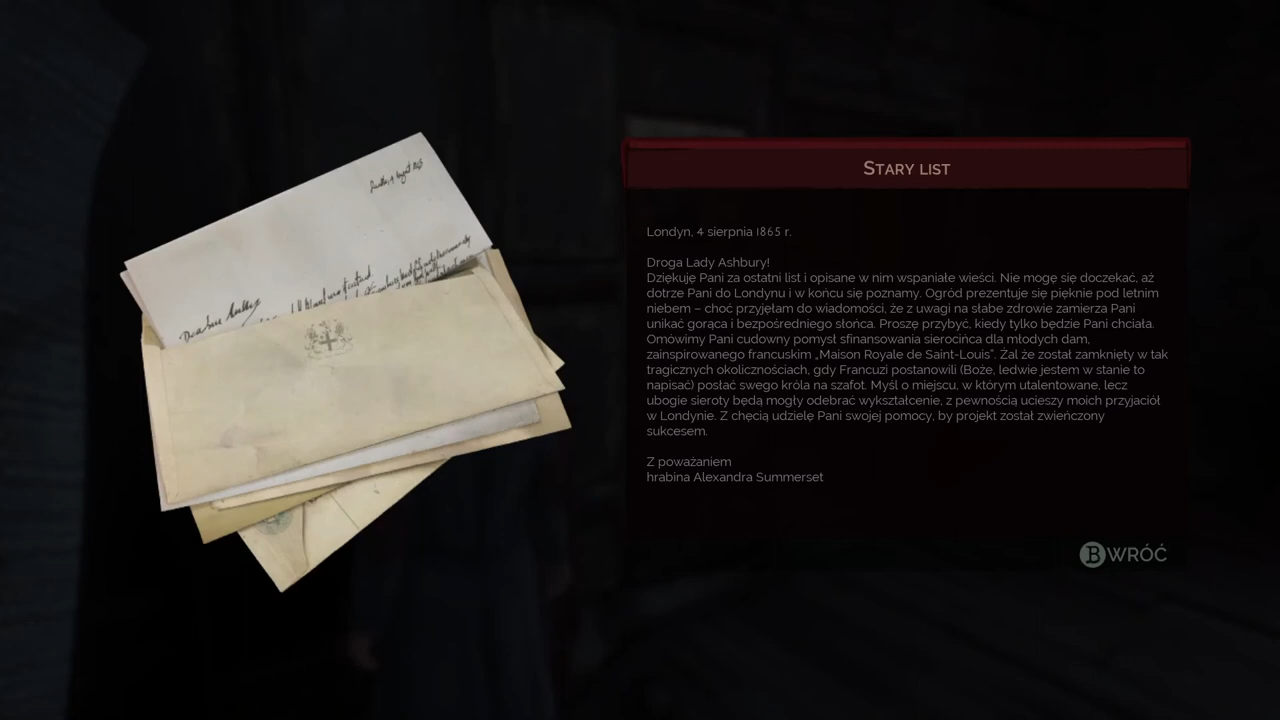 STARY LIST
Londyn, 4 sierpnia 1865 r.
Droga Lady Ashbury!
Dziękuję Pani za ostatni list i opisane w nim wspaniałe wieści. Nie mogę się doczekać, aż
dotrze Pani do Londynu i w końcu się poznamy. Ogród prezentuje się pięknie pod letnim
niebem – choć przyjęłam do wiadomości, że z uwagi na słabe zdrowie zamierza Pani
unikać gorąca i bezpośredniego słońca. Proszę przybyć, kiedy tylko będzie Pani chciała.
Omówimy Pani cudowny pomysł sfinansowania sierocińca dla młodych dam,
zainspirowanego francuskim „Maison Royale de Saint-Louis”. Żal że został zamknięty w tak
tragicznych okolicznościach, gdy Francuzi postanowili (Boże, ledwie jestem w stanie to
napisać) posłać swego króla na szafot. Myśl o miejscu, w którym utalentowane, lecz
ubogie sieroty będą mogły odebrać wykształcenie, z pewnością ucieszy moich przyjaciół
w Londynie. Z chęcią udzielę Pani swojej pomocy, by projekt został zwieńczony
sukcesem.
Z poważaniem
hrabina Alexandra Summerset
B WRÓĆ